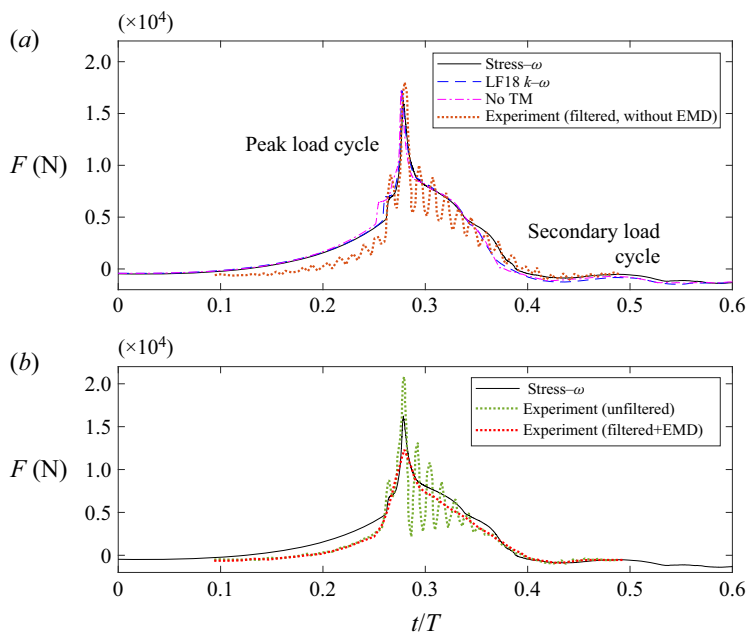 (a)
(×10⁴)
2.0
1.5
1.0
0.5
0
F (N)
Stress–ω
LF18 k–ω
No TM
Experiment (filtered, without EMD)
Peak load cycle
Secondary load
cycle
0 0.1 0.2 0.3 0.4 0.5 0.6
(b)
(×10⁴)
2.0
1.5
1.0
0.5
0
F (N)
Stress–ω
Experiment (unfiltered)
Experiment (filtered+EMD)
0 0.1 0.2 0.3 0.4 0.5 0.6
t/T